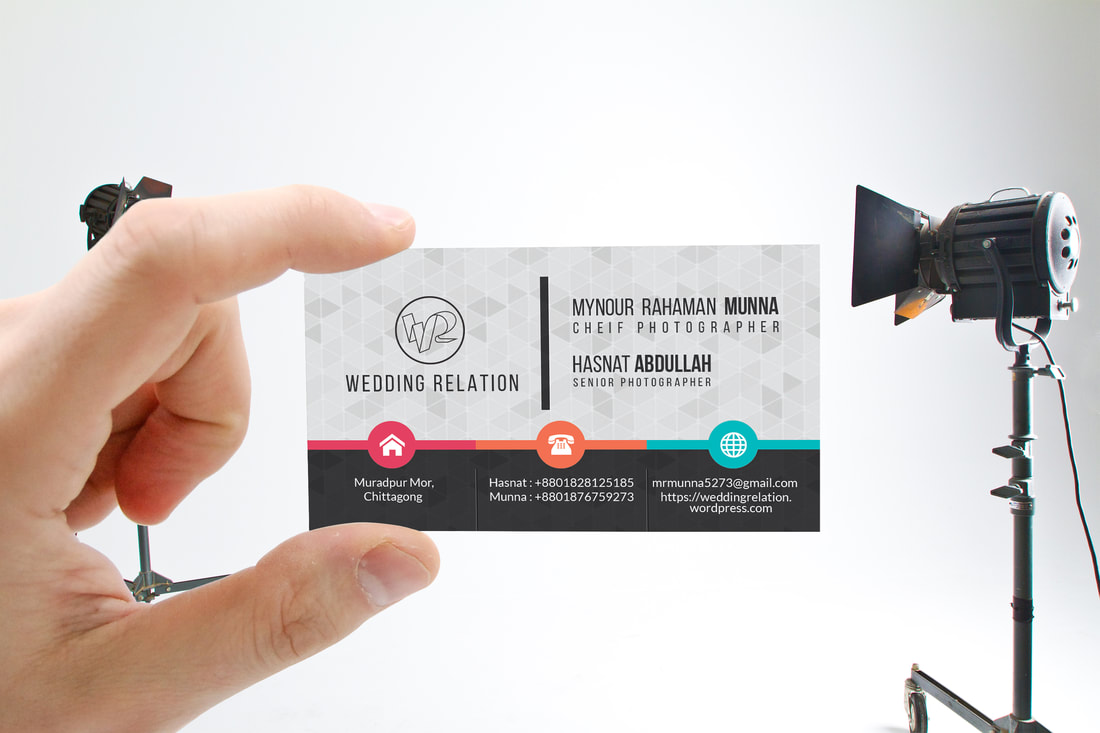 WR
WEDDING RELATION
MYNOUR RAHAMAN MUNNA
CHEIF PHOTOGRAPHER
HASNAT ABDULLAH
SENIOR PHOTOGRAPHER
Muradpur Mor,
Chittagong
Hasnat : +8801828125185
Munna : +8801876759273
mrmunna5273@gmail.com
https://weddingrelation.
wordpress.com